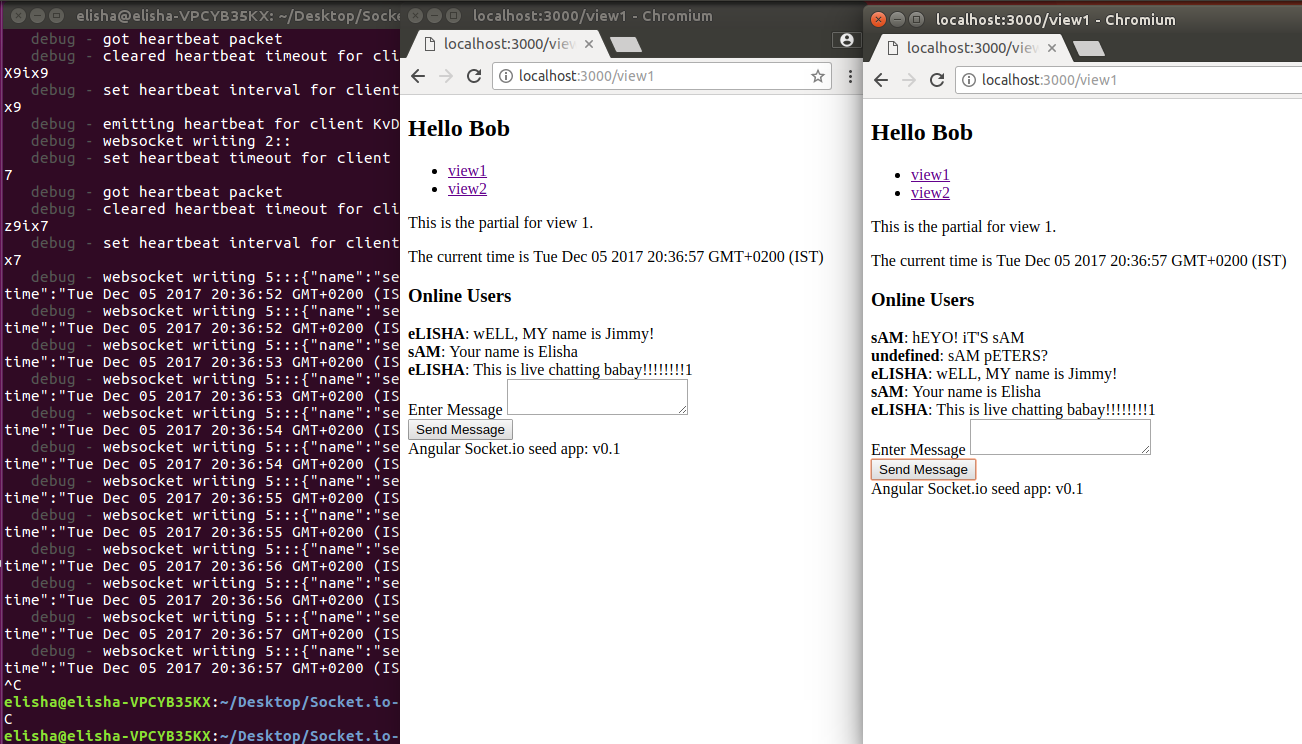 elisha@elisha-VPCYB35KX: ~/Desktop/Socke
debug - got heartbeat packet
debug - cleared heartbeat timeout for cli
X9ix9
debug - set heartbeat interval for client
x9
debug - emitting heartbeat for client KvD
debug - websocket writing 2::
debug - set heartbeat timeout for client
7
debug - got heartbeat packet
debug - cleared heartbeat timeout for cli
z9ix7
debug - set heartbeat interval for client
x7
debug - websocket writing 5:::{"name":"se
time":"Tue Dec 05 2017 20:36:52 GMT+0200 (IS
debug - websocket writing 5:::{"name":"se
time":"Tue Dec 05 2017 20:36:52 GMT+0200 (IS
debug - websocket writing 5:::{"name":"se
time":"Tue Dec 05 2017 20:36:53 GMT+0200 (IS
debug - websocket writing 5:::{"name":"se
time":"Tue Dec 05 2017 20:36:53 GMT+0200 (IS
debug - websocket writing 5:::{"name":"se
time":"Tue Dec 05 2017 20:36:54 GMT+0200 (IS
debug - websocket writing 5:::{"name":"se
time":"Tue Dec 05 2017 20:36:54 GMT+0200 (IS
debug - websocket writing 5:::{"name":"se
time":"Tue Dec 05 2017 20:36:55 GMT+0200 (IS
debug - websocket writing 5:::{"name":"se
time":"Tue Dec 05 2017 20:36:55 GMT+0200 (IS
debug - websocket writing 5:::{"name":"se
time":"Tue Dec 05 2017 20:36:56 GMT+0200 (IS
debug - websocket writing 5:::{"name":"se
time":"Tue Dec 05 2017 20:36:56 GMT+0200 (IS
debug - websocket writing 5:::{"name":"se
time":"Tue Dec 05 2017 20:36:57 GMT+0200 (IS
debug - websocket writing 5:::{"name":"se
time":"Tue Dec 05 2017 20:36:57 GMT+0200 (IS
^C
elisha@elisha-VPCYB35KX:~/Desktop/Socket.io-
C
elisha@elisha-VPCYB35KX:~/Desktop/Socket.io-
localhost:3000/view1 - Chromium
localhost:3000/view
localhost:3000/view1
Hello Bob
view1
view2
This is the partial for view 1.
The current time is Tue Dec 05 2017 20:36:57 GMT+0200 (IST)
Online Users
eLISHA: wELL, MY name is Jimmy!
sAM: Your name is Elisha
eLISHA: This is live chatting babay!!!!!!!!1
Enter Message
Send Message
Angular Socket.io seed app: v0.1
localhost:3000/view1 - Chromium
localhost:3000/view
localhost:3000/view1
Hello Bob
view1
view2
This is the partial for view 1.
The current time is Tue Dec 05 2017 20:36:57 GMT+0200 (IST)
Online Users
sAM: hEYO! iT'S sAM
undefined: sAM pETERS?
eLISHA: wELL, MY name is Jimmy!
sAM: Your name is Elisha
eLISHA: This is live chatting babay!!!!!!!!1
Enter Message
Send Message
Angular Socket.io seed app: v0.1